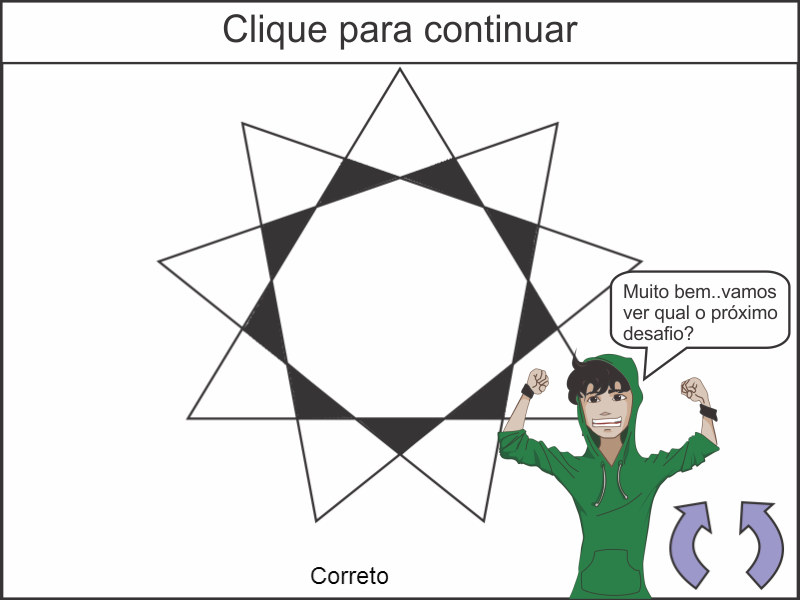 Clique para continuar
Muito bem..vamos
ver qual o próximo
desafio?
Correto